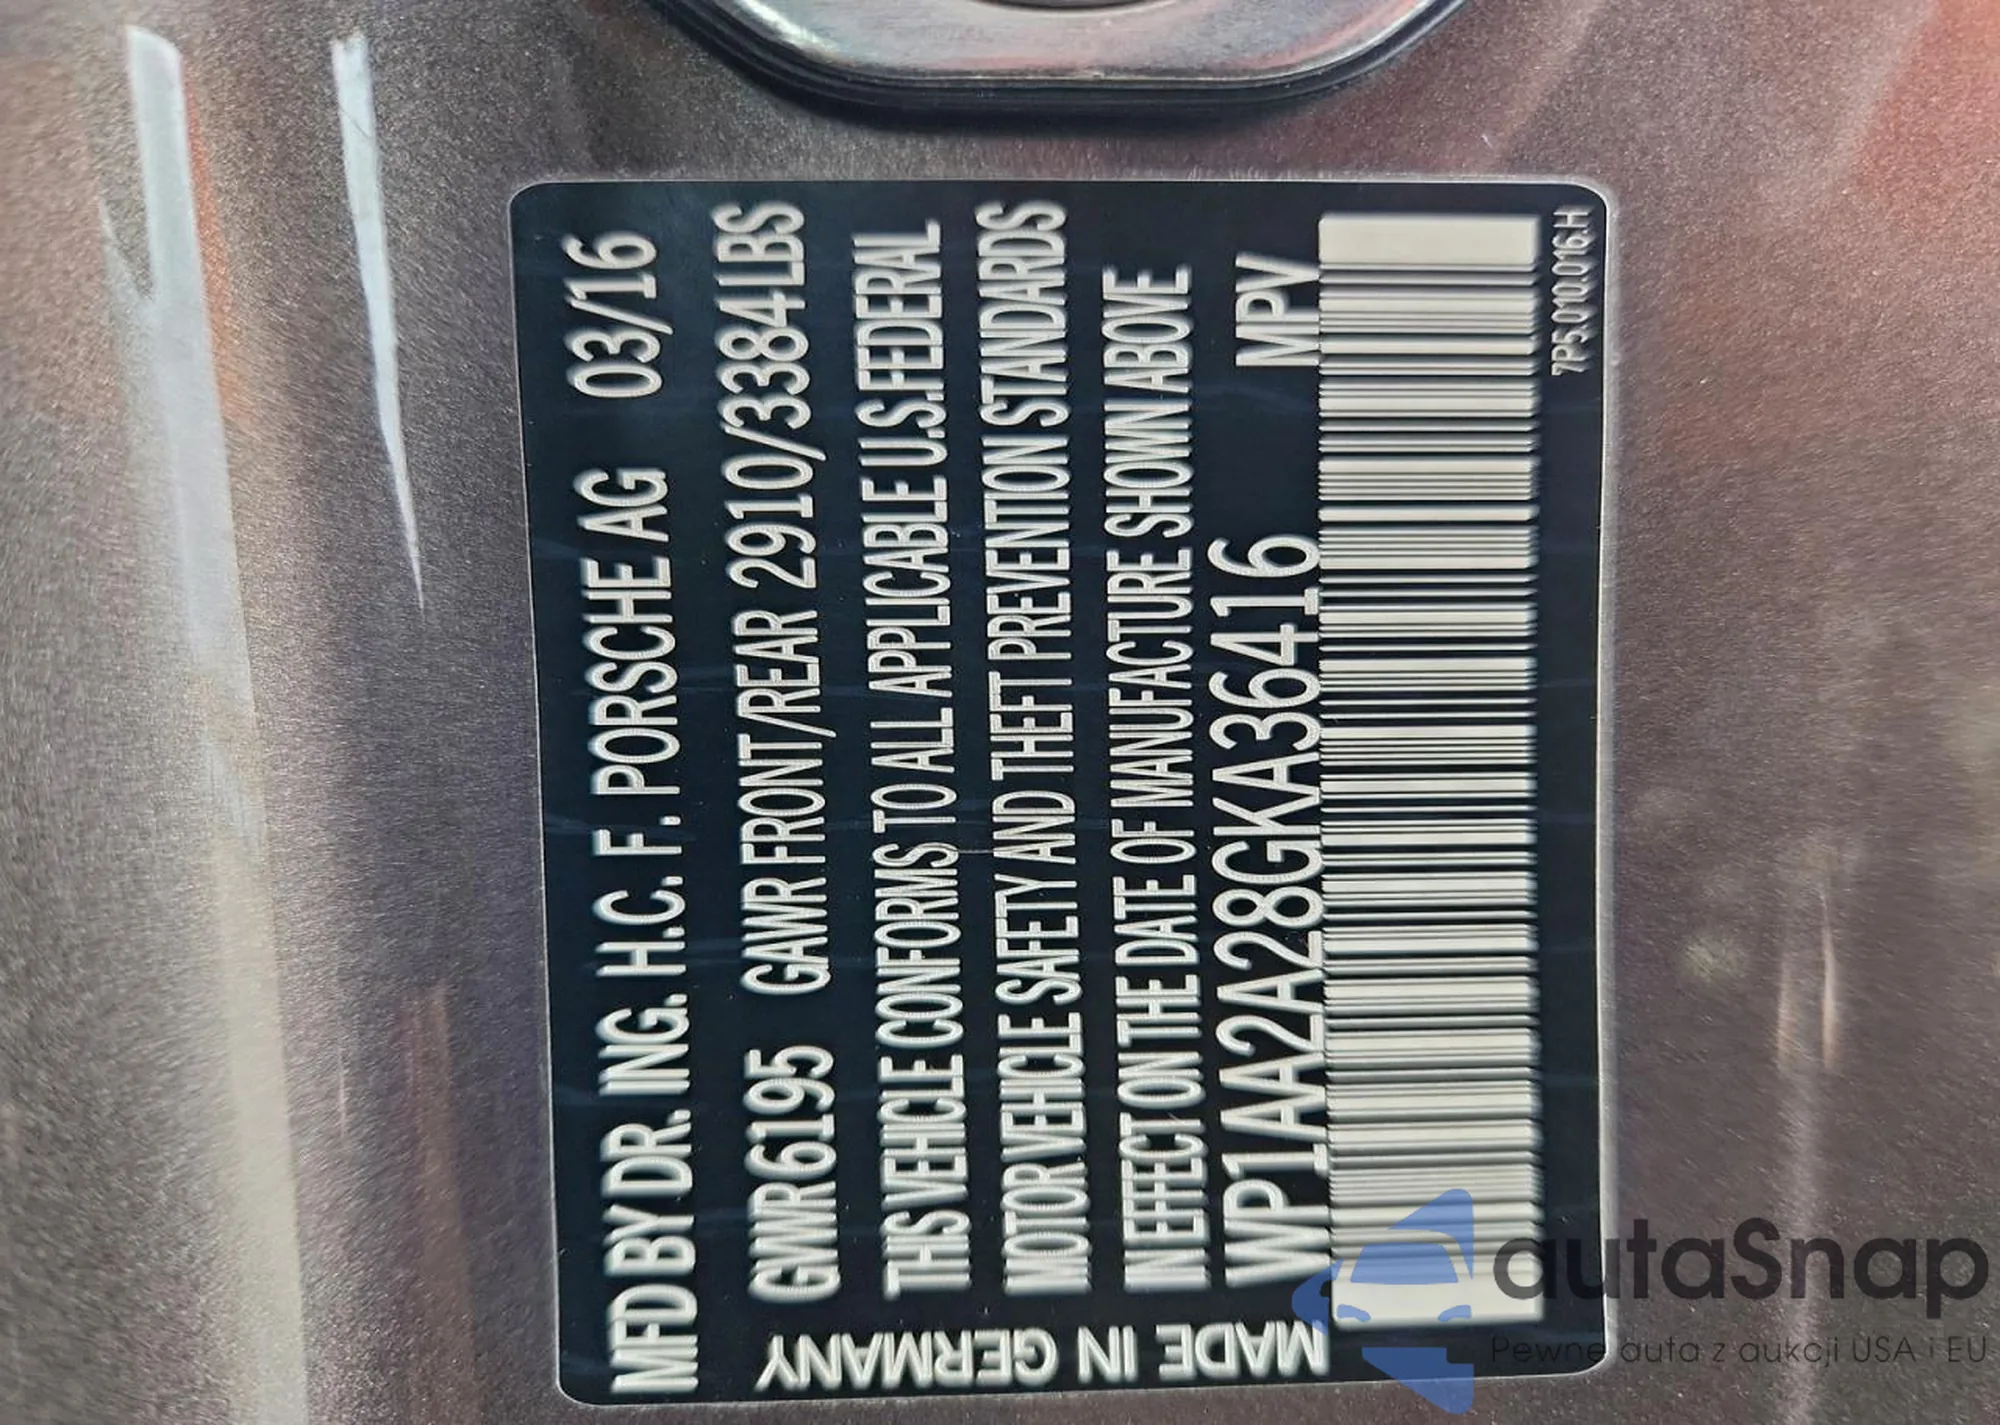 MFD BY DR. ING. H.C. F. PORSCHE AG 03/16
GWR 6195 GAWR FRONT/REAR 2910/3384LBS
THIS VEHICLE CONFORMS TO ALL APPLICABLE U.S.FEDERAL
MOTOR VEHICLE SAFETY AND THEFT PREVENTION STANDARDS
IN EFFECT ON THE DATE OF MANUFACTURE SHOWN ABOVE
WP1AA2A28GKA36416 MPV
7P5.010.016.H
MADE IN GERMANY
autaSnap
Pewne auta z aukcji USA i EU